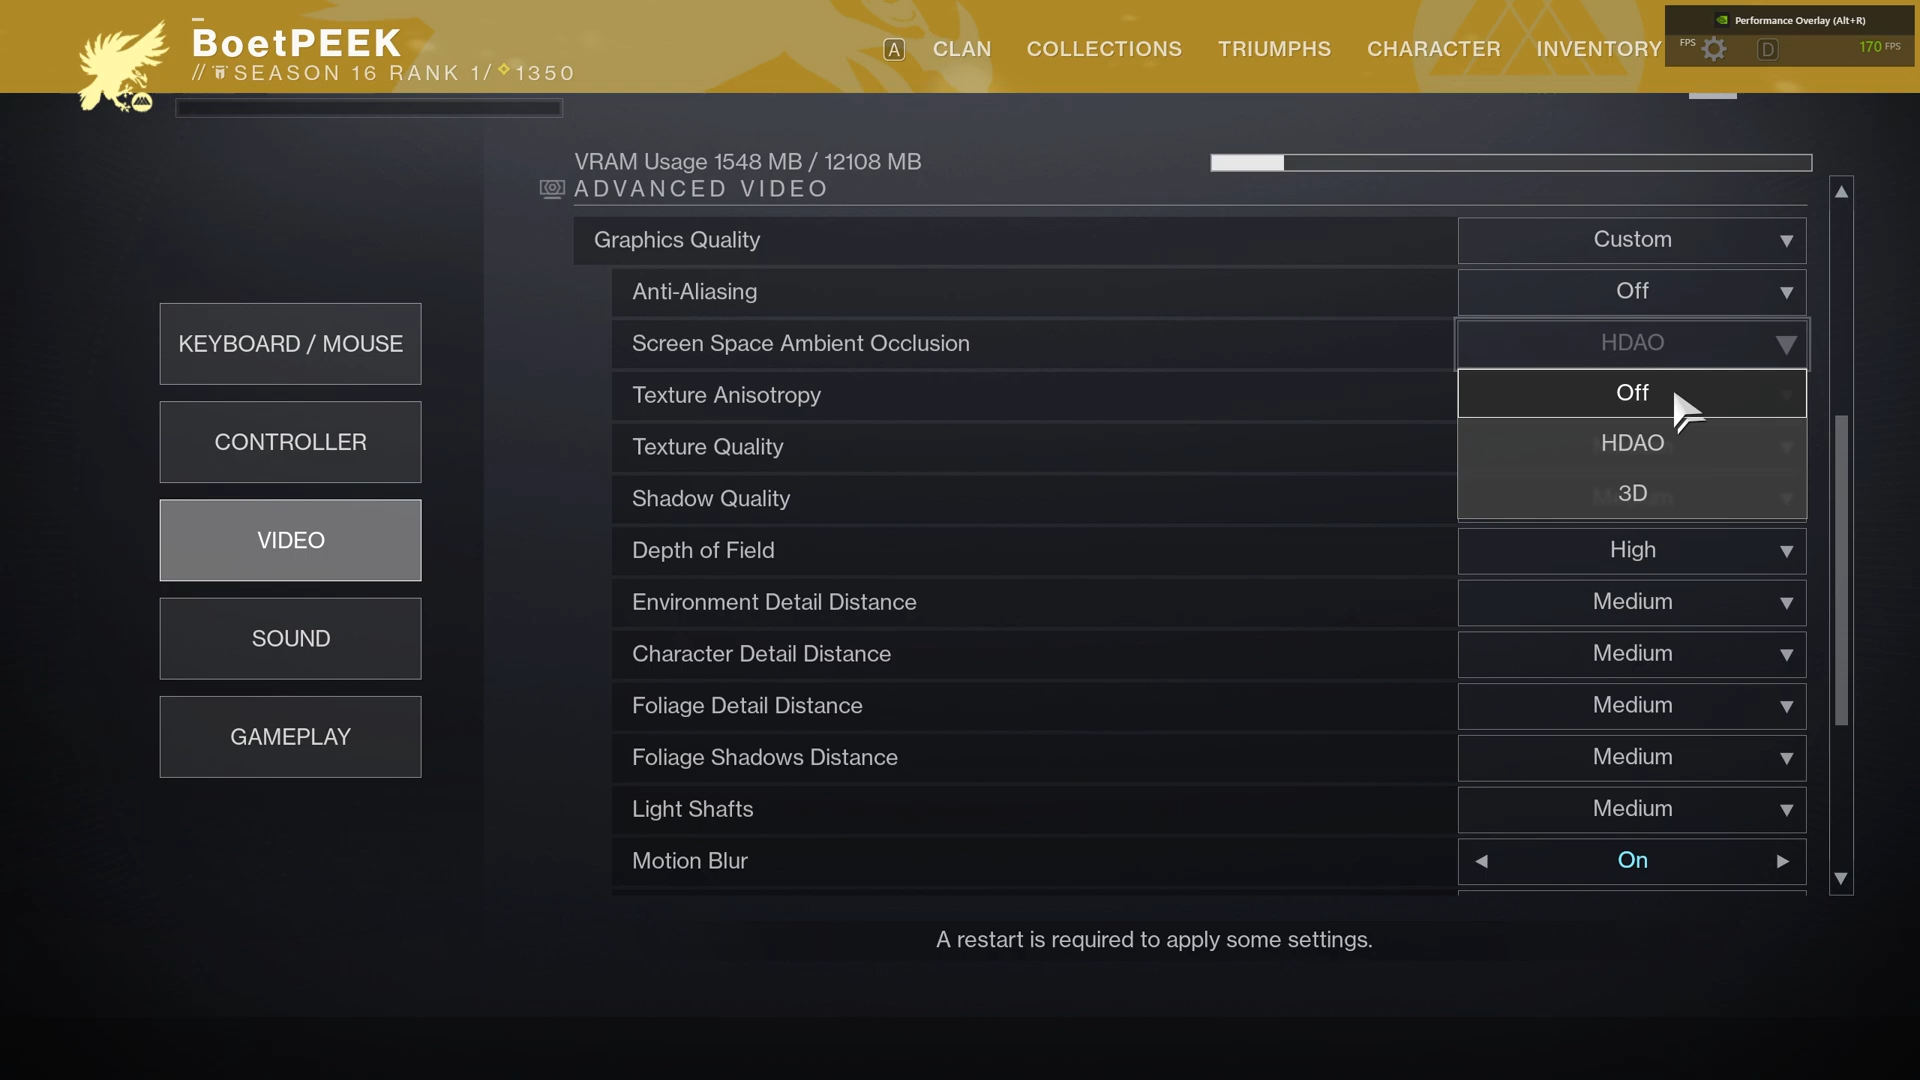 BoetPEEK
// SEASON 16 RANK 1/ 1350
A CLAN COLLECTIONS TRIUMPHS CHARACTER INVENTORY D
Performance Overlay (Alt+R)
FPS 170 FPS
VRAM Usage 1548 MB / 12108 MB
ADVANCED VIDEO
Graphics Quality Custom
Anti-Aliasing Off
Screen Space Ambient Occlusion HDAO
Texture Anisotropy Off
Texture Quality HDAO
Shadow Quality 3D
Depth of Field High
Environment Detail Distance Medium
Character Detail Distance Medium
Foliage Detail Distance Medium
Foliage Shadows Distance Medium
Light Shafts Medium
Motion Blur On
KEYBOARD / MOUSE
CONTROLLER
VIDEO
SOUND
GAMEPLAY
A restart is required to apply some settings.